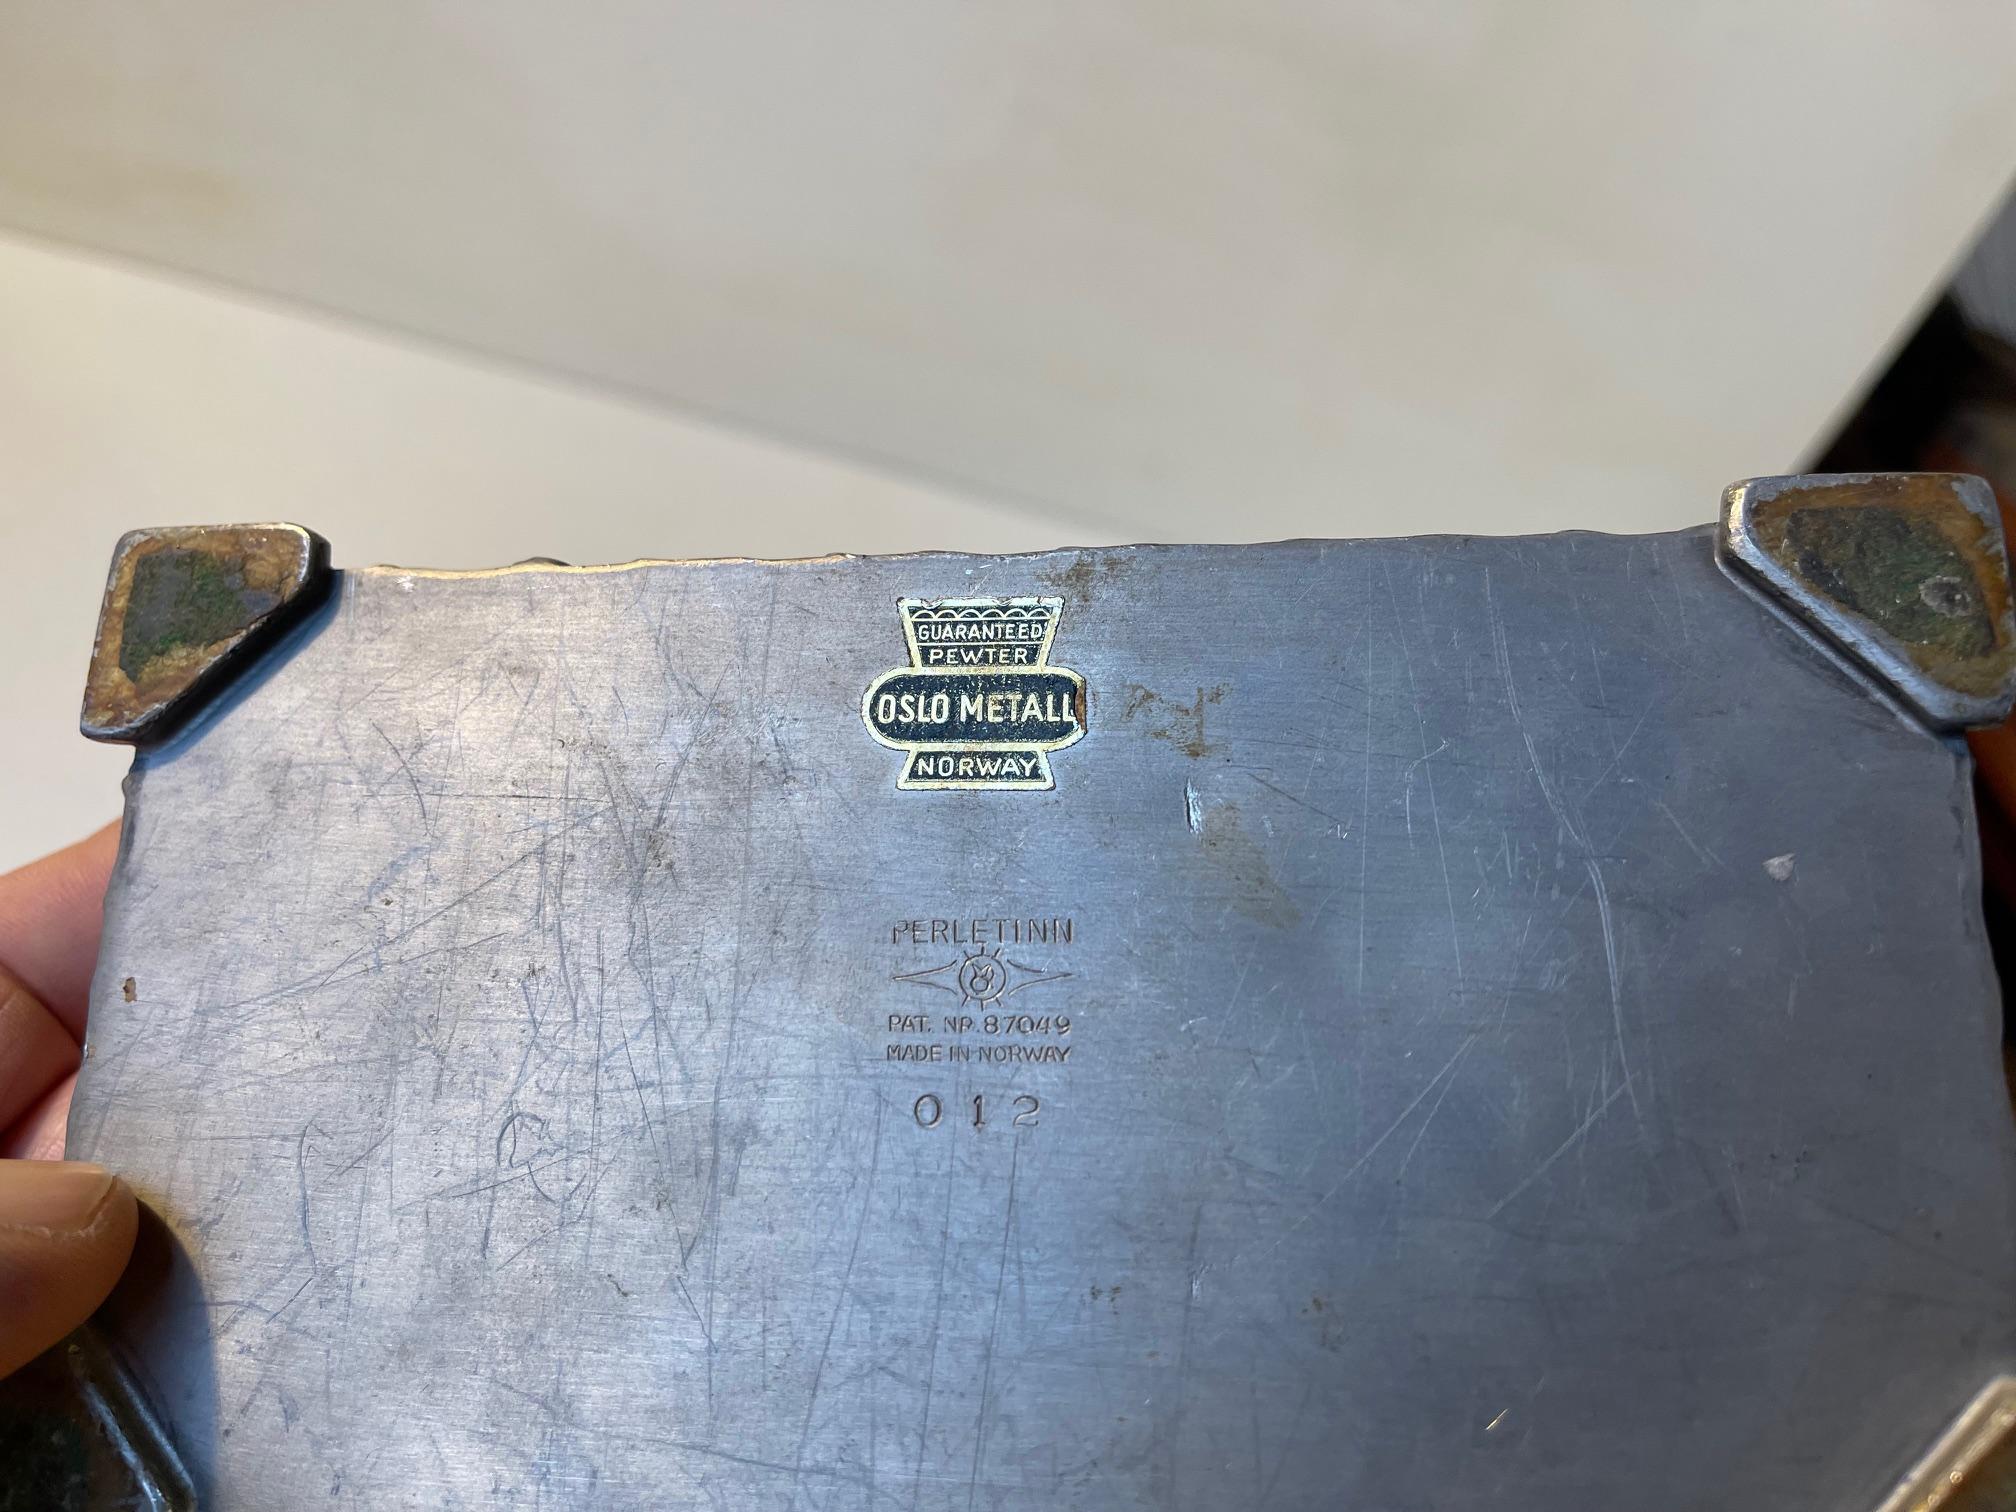 GUARANTEED
PEWTER
OSLO METALL
NORWAY
PERLETINN
PAT. NR. 87049
MADE IN NORWAY
012